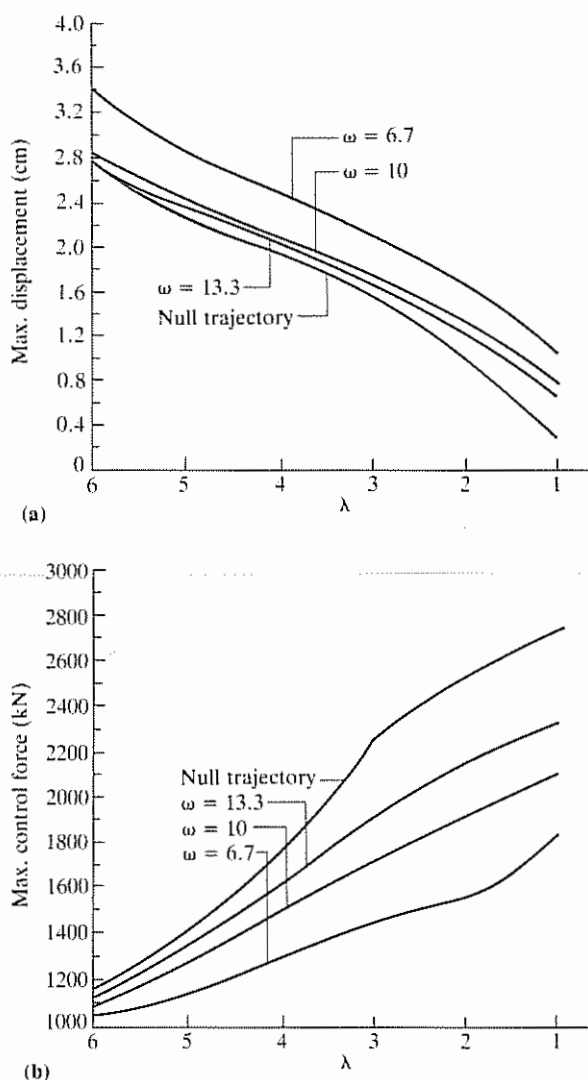 4.0
3.6
3.2
2.8
2.4
2.0
1.6
1.2
0.8
0.4
0
Max. displacement (cm)
ω = 6.7
ω = 10
ω = 13.3
Null trajectory
6 5 4 3 2 1
λ
(a)
3000
2800
2600
2400
2200
2000
1800
1600
1400
1200
1000
Max. control force (kN)
Null trajectory
ω = 13.3
ω = 10
ω = 6.7
6 5 4 3 2 1
λ
(b)